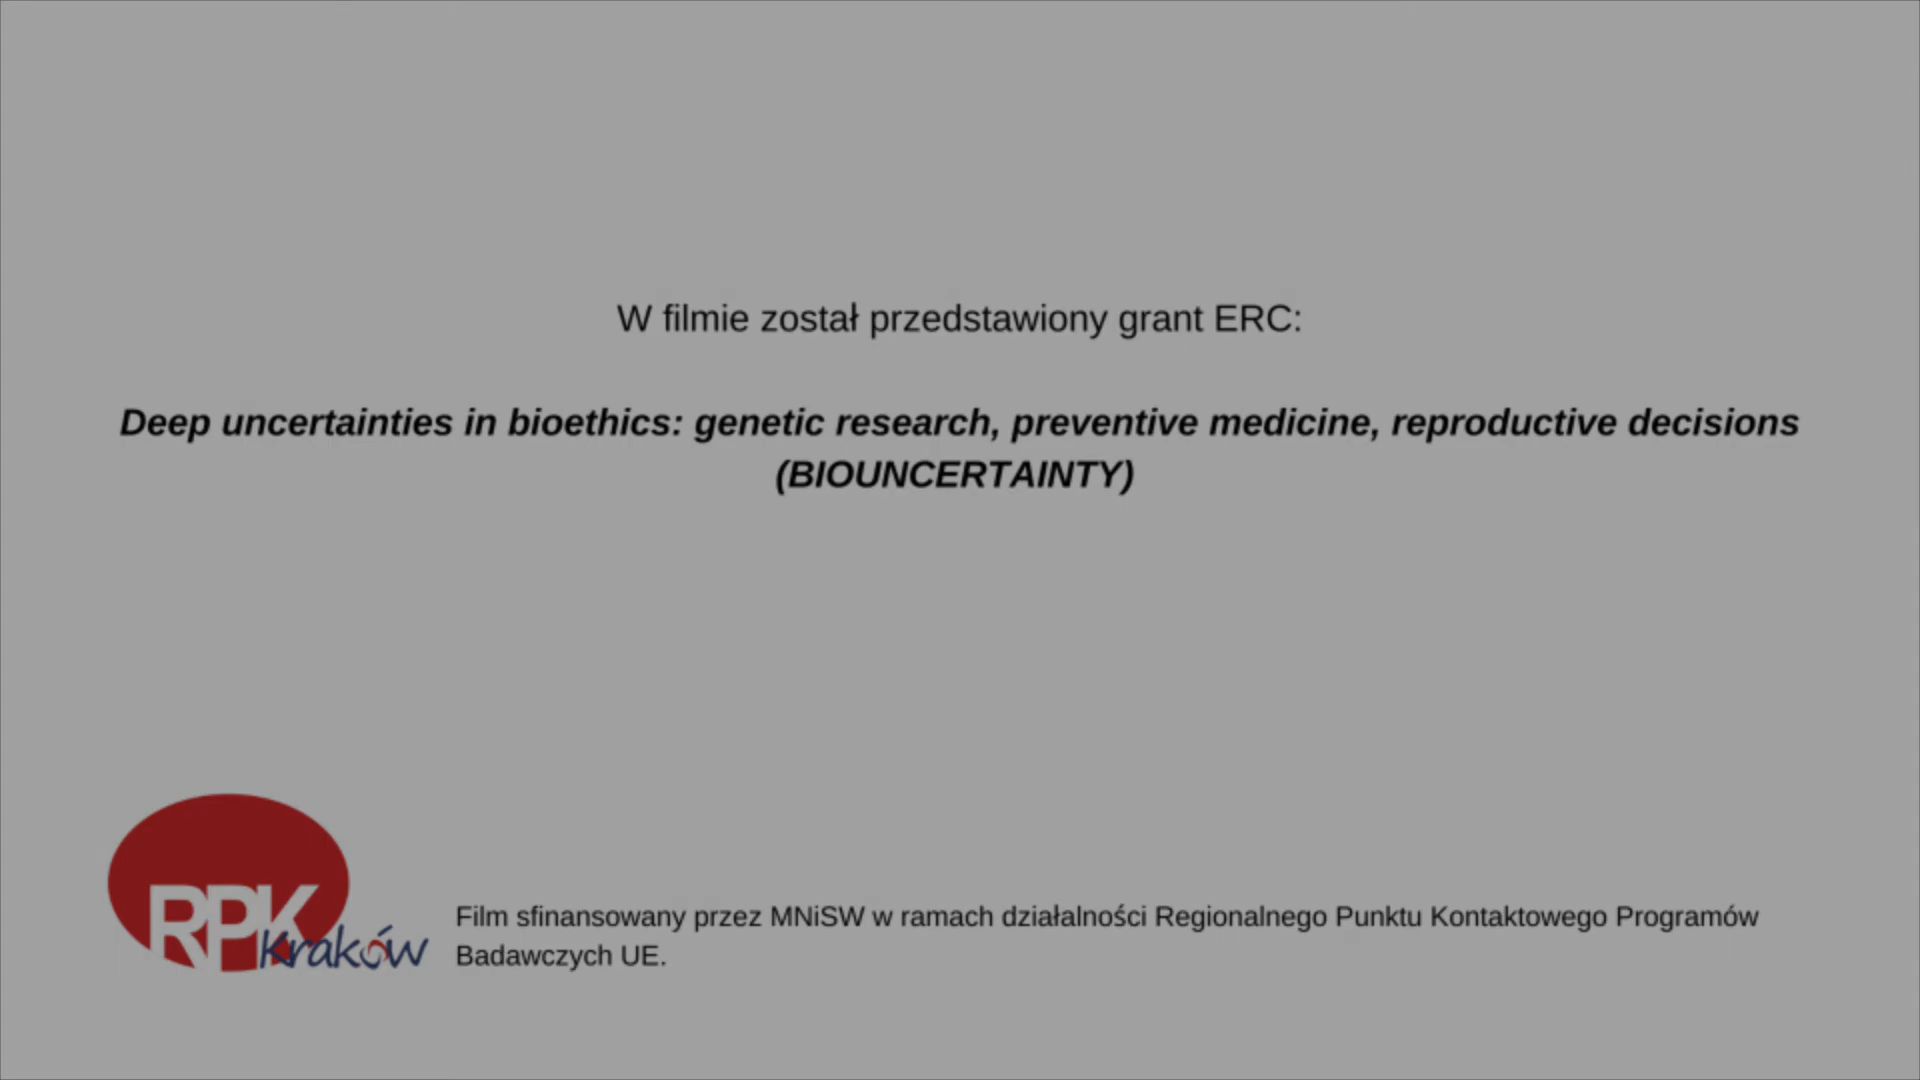 W filmie został przedstawiony grant ERC:
Deep uncertainties in bioethics: genetic research, preventive medicine, reproductive decisions
(BIOUNCERTAINTY)
RPK
Kraków
Film sfinansowany przez MNiSW w ramach działalności Regionalnego Punktu Kontaktowego Programów
Badawczych UE.